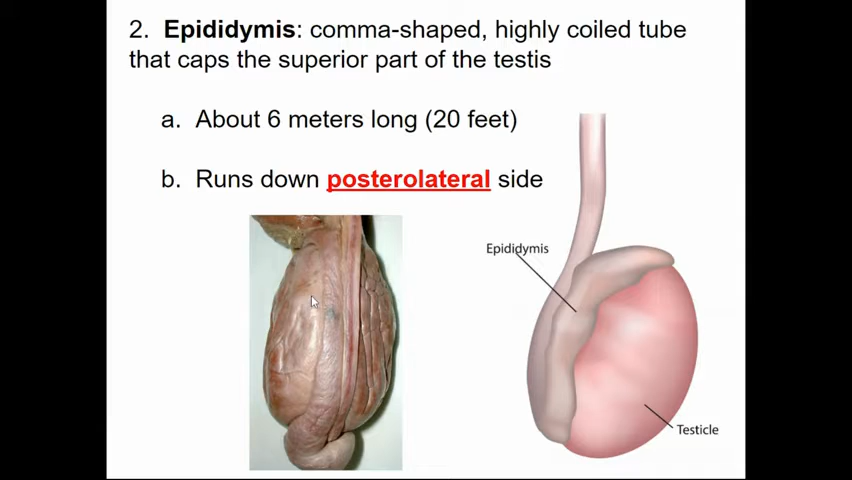 2. Epididymis: comma-shaped, highly coiled tube
that caps the superior part of the testis
a. About 6 meters long (20 feet)
b. Runs down posterolateral side
Epididymis
Testicle